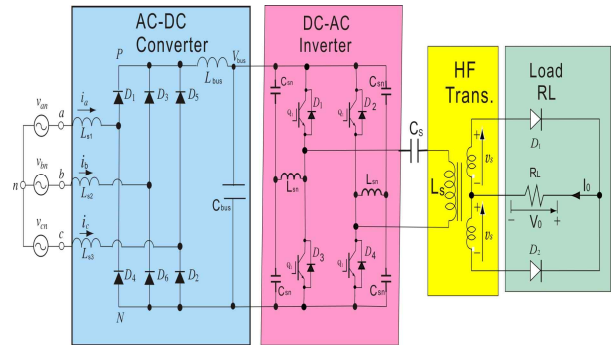 AC-DC
Converter
DC-AC
Inverter
HF
Trans.
Load
RL
P
Lbus
Vbus
Csn
Csn
D1
D3
D5
D1
D2
van
a
ia
Ls1
vbn
b
ib
Ls2
n
vcn
c
ic
Ls3
Cbus
Lsn
Lsn
Cs
Ls
vs
vs
D1
RL
I0
V0
− +
D2
D4
D6
D2
D3
D4
Csn
Csn
N